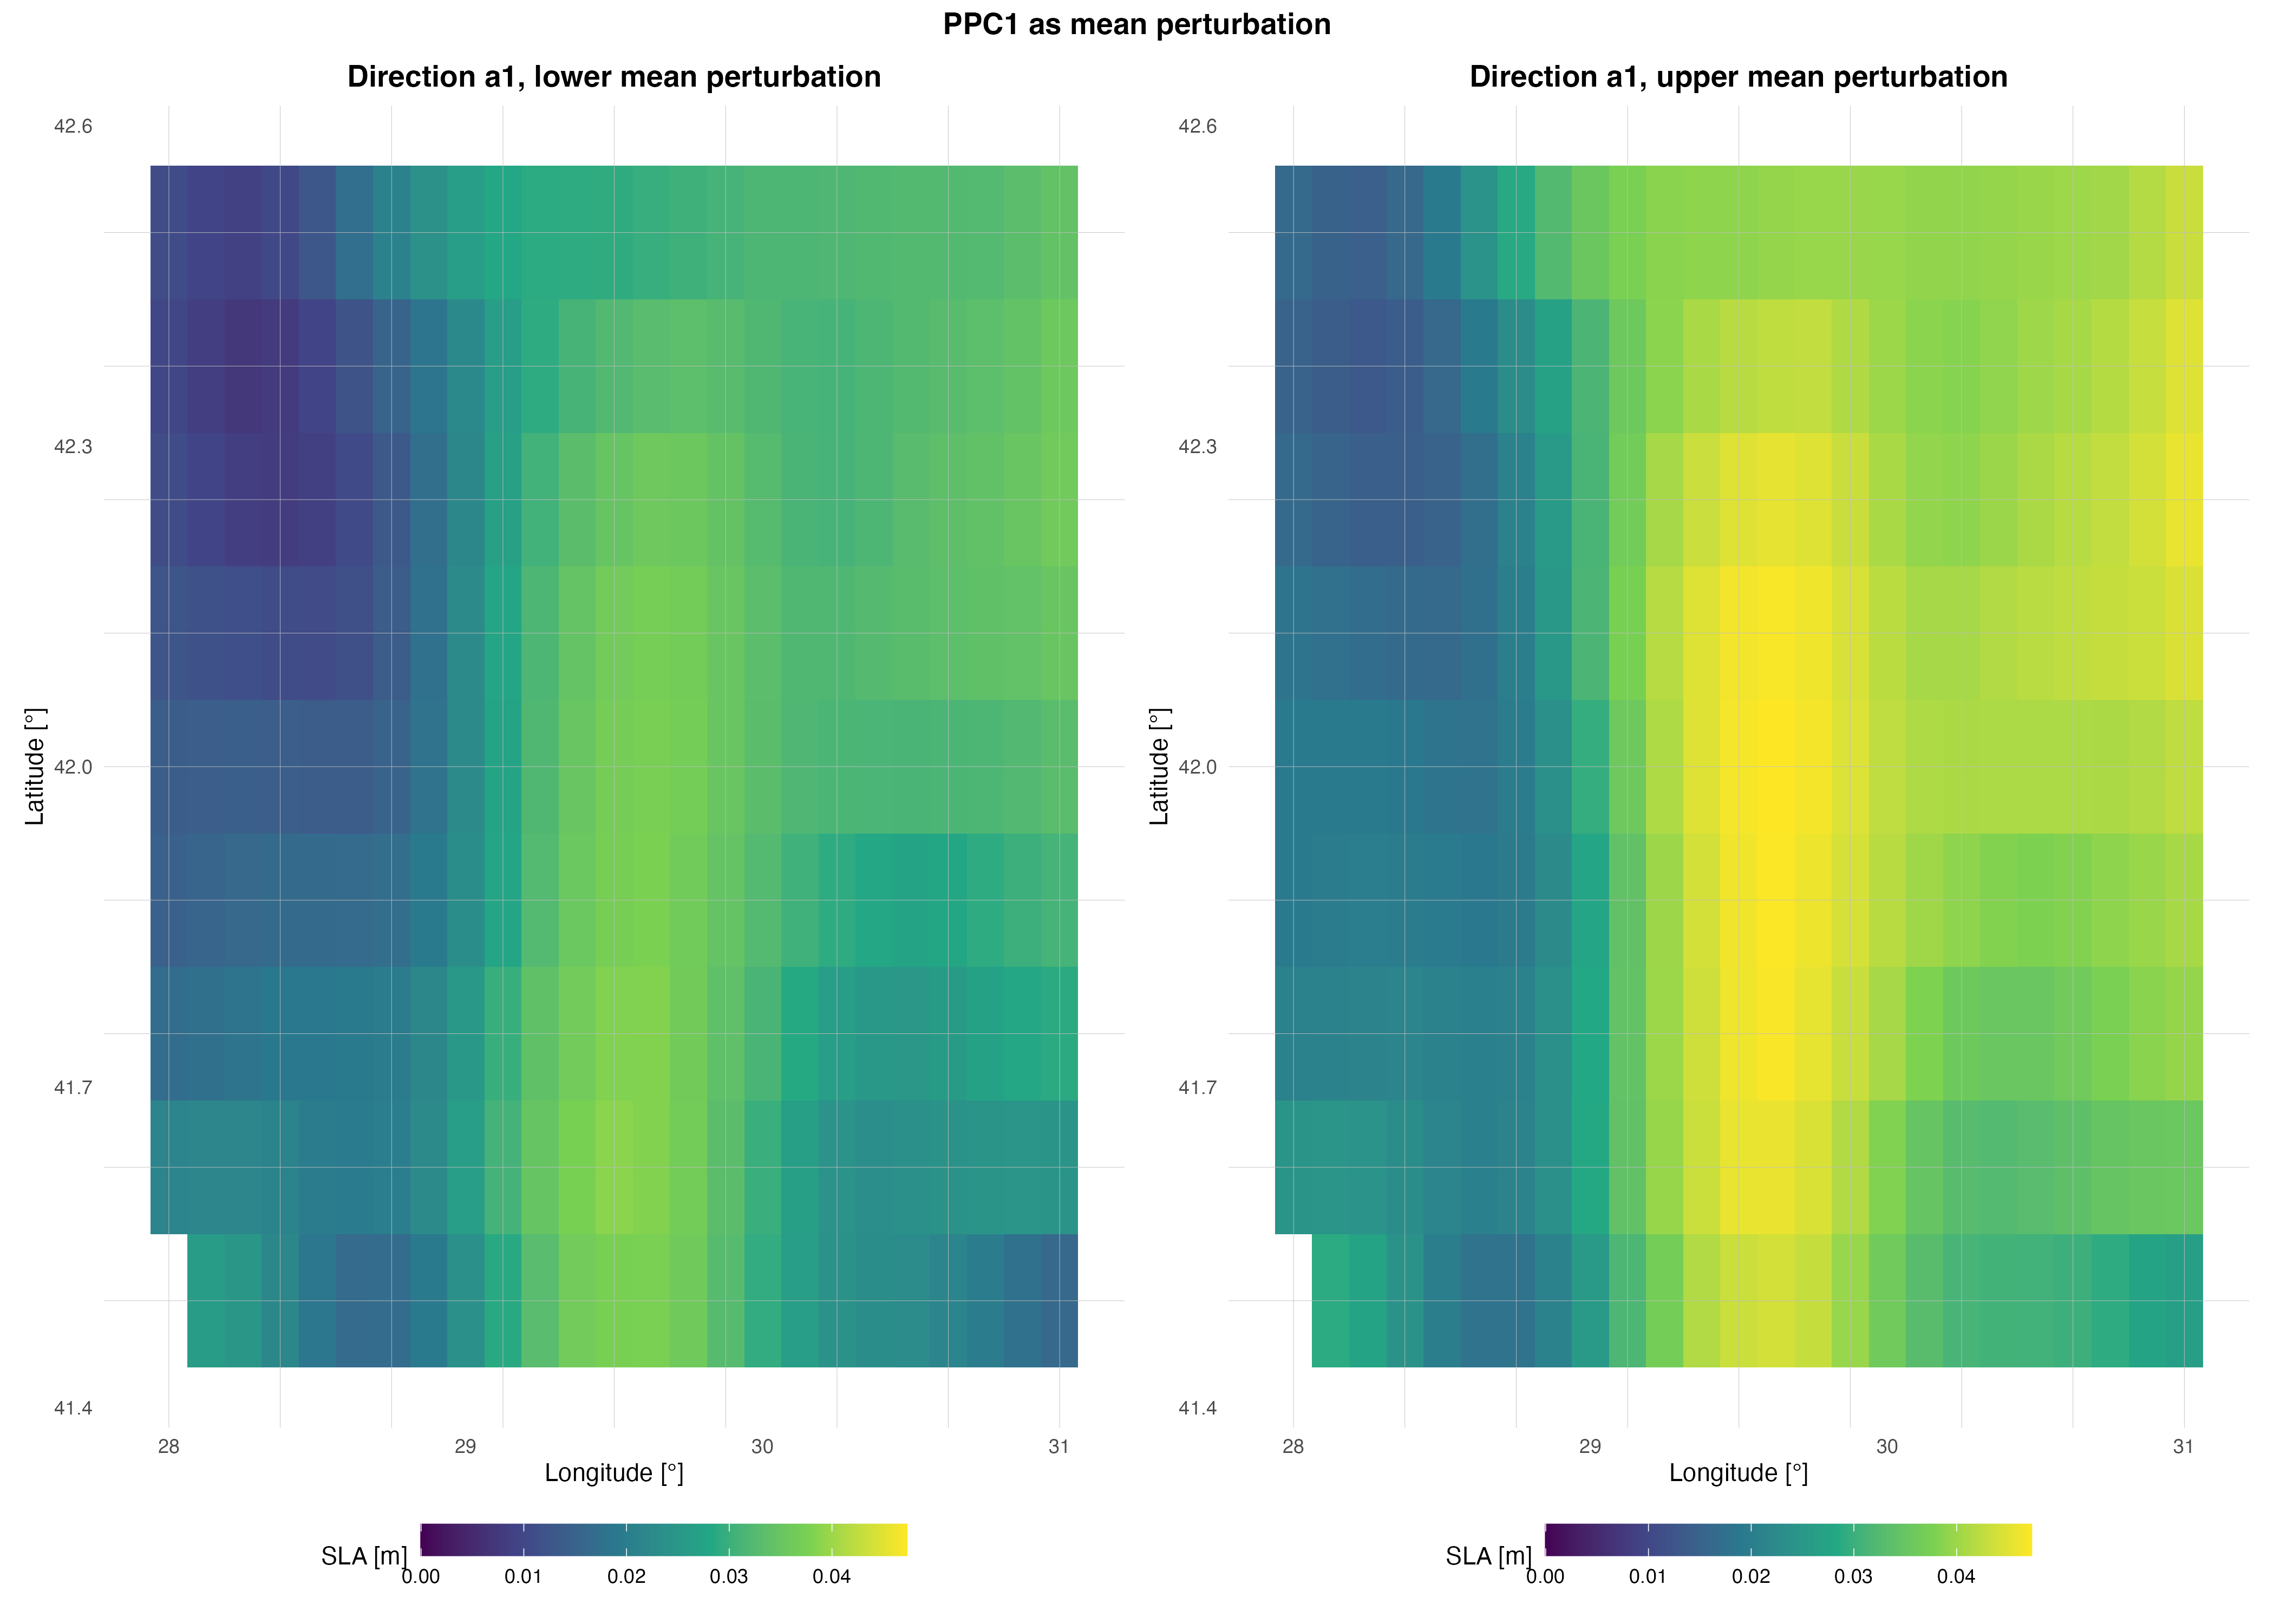 PPC1 as mean perturbation
Direction a1, lower mean perturbation
42.6
42.3
42.0
41.7
41.4
Latitude [°]
28 29 30 31
Longitude [°]
SLA [m]
0.00 0.01 0.02 0.03 0.04
Direction a1, upper mean perturbation
42.6
42.3
42.0
41.7
41.4
Latitude [°]
28 29 30 31
Longitude [°]
SLA [m]
0.00 0.01 0.02 0.03 0.04